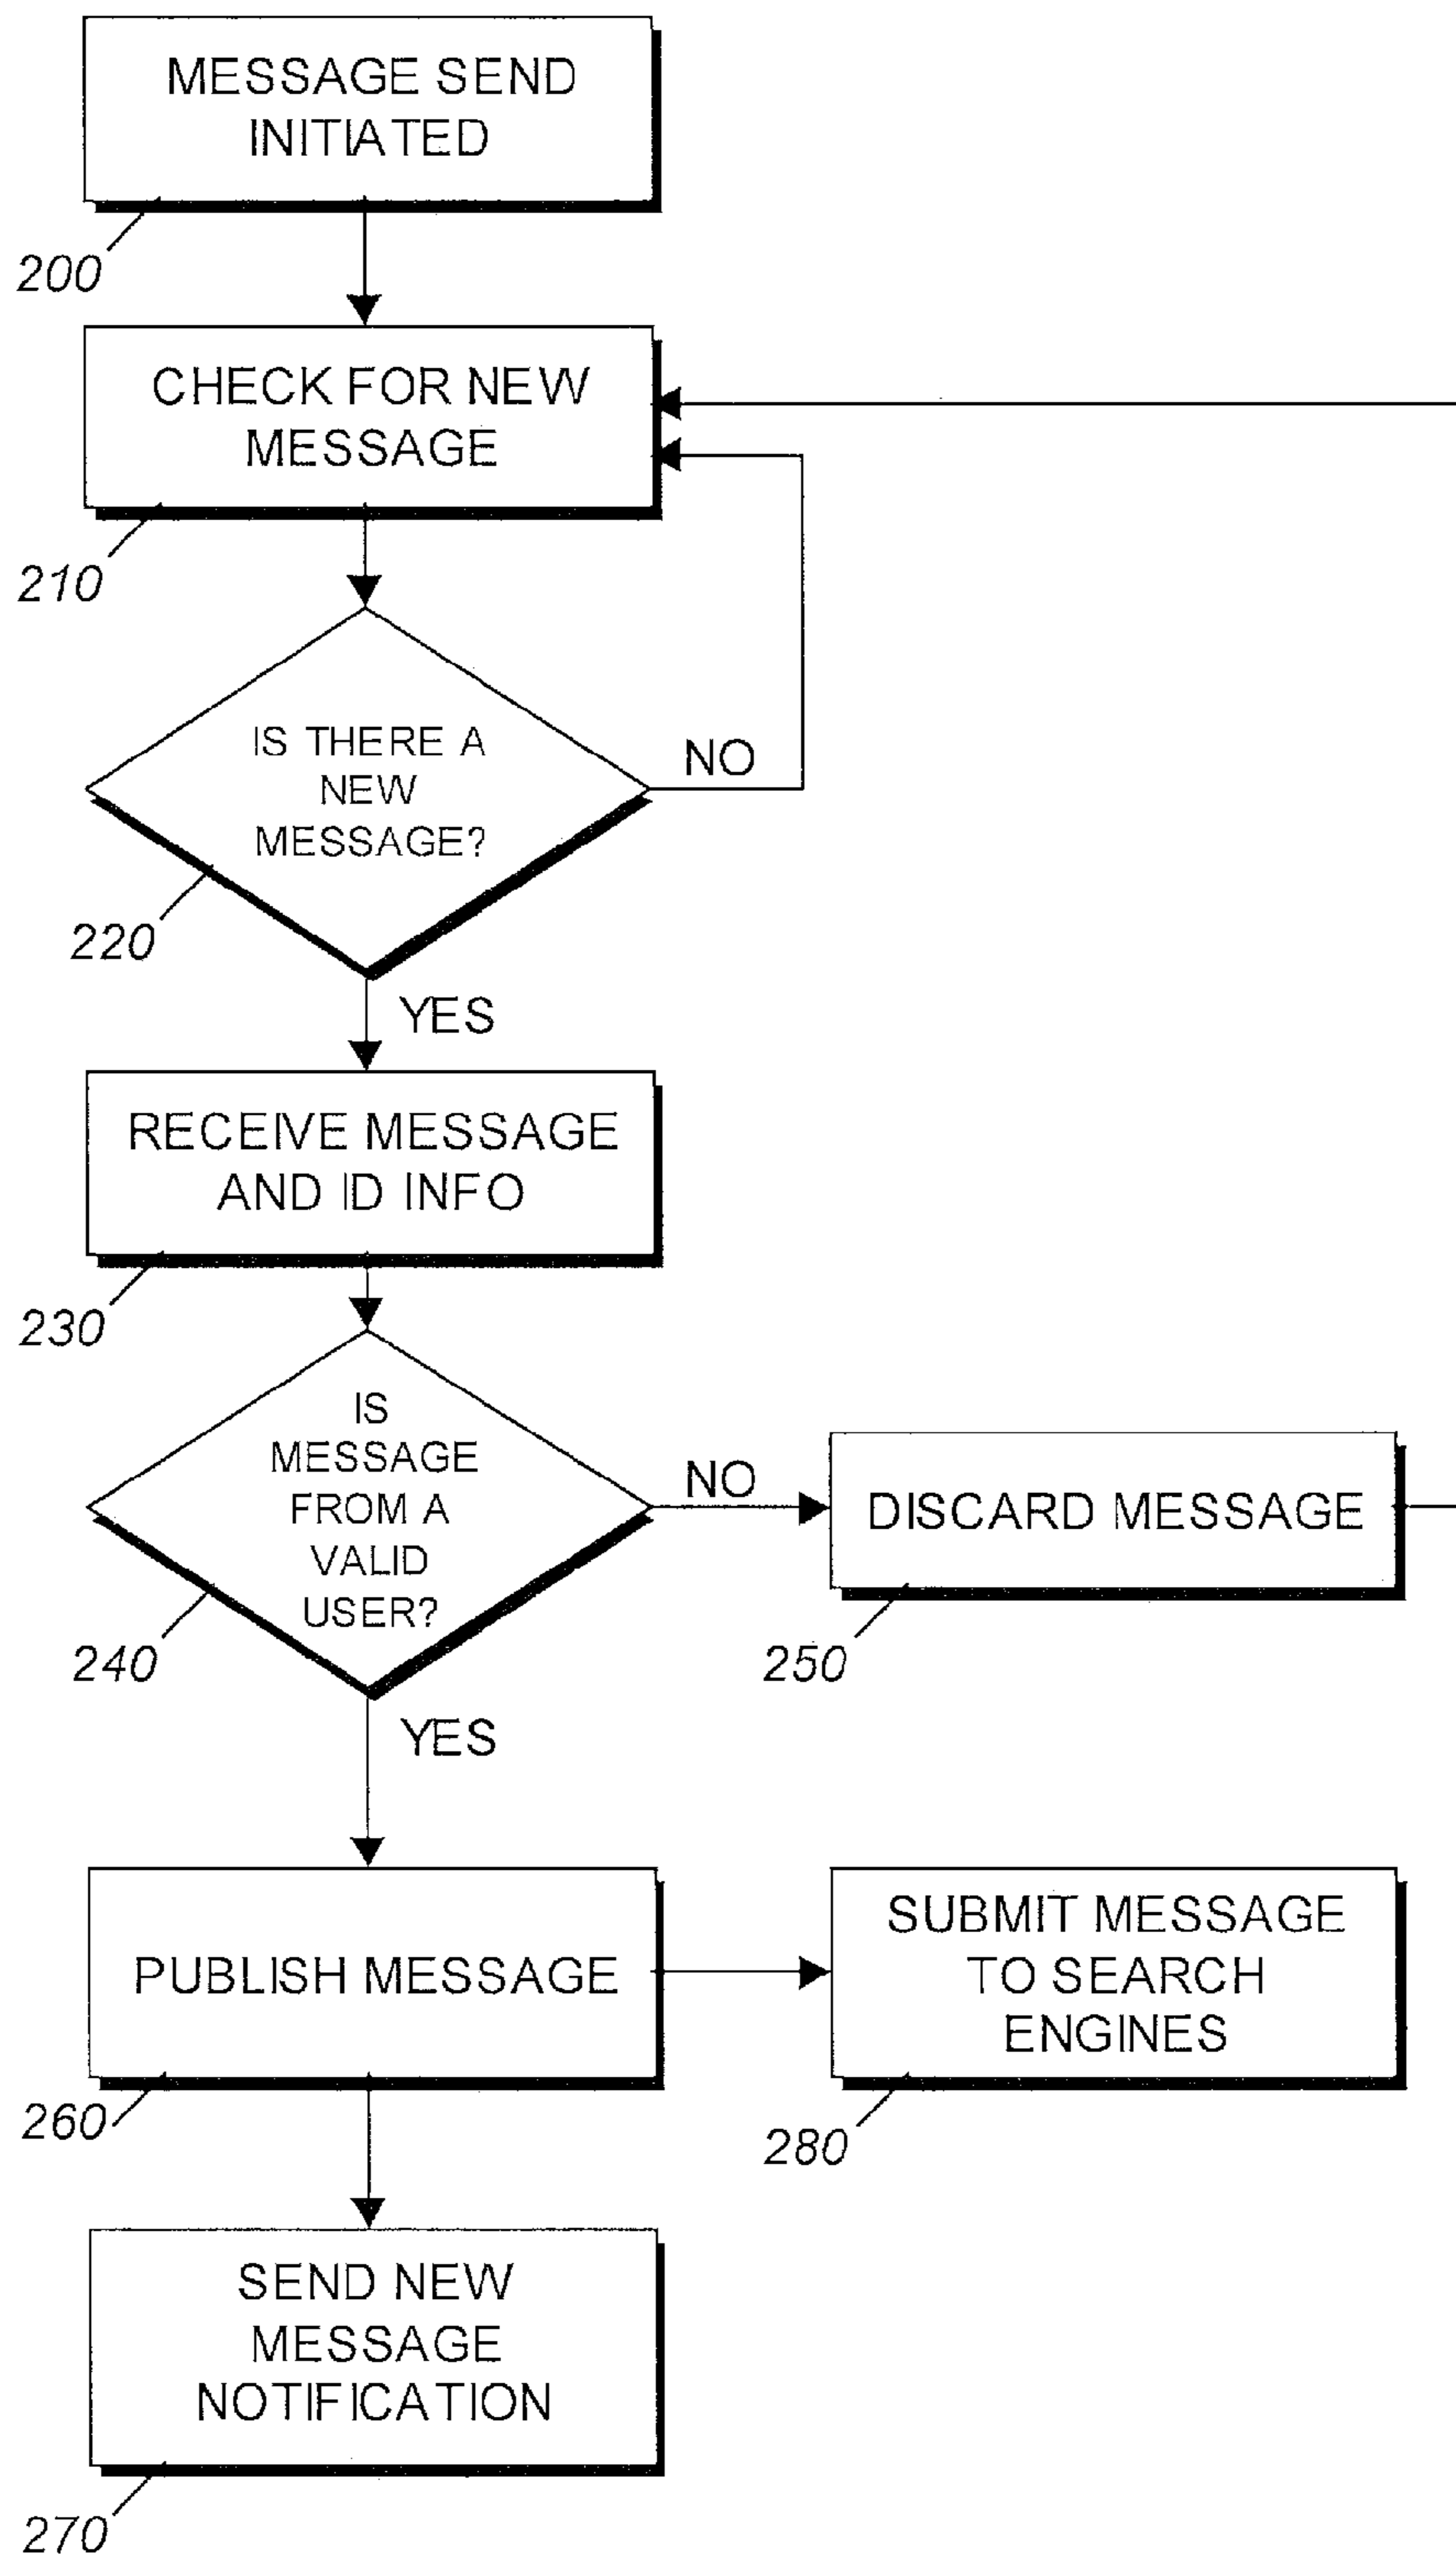 MESSAGE SEND
INITIATED
200
CHECK FOR NEW
MESSAGE
210
IS THERE A
NEW
MESSAGE?
NO
220
YES
RECEIVE MESSAGE
AND ID INFO
230
IS
MESSAGE
FROM A
VALID
USER?
NO
240
DISCARD MESSAGE
250
YES
PUBLISH MESSAGE
260
SUBMIT MESSAGE
TO SEARCH
ENGINES
280
SEND NEW
MESSAGE
NOTIFICATION
270